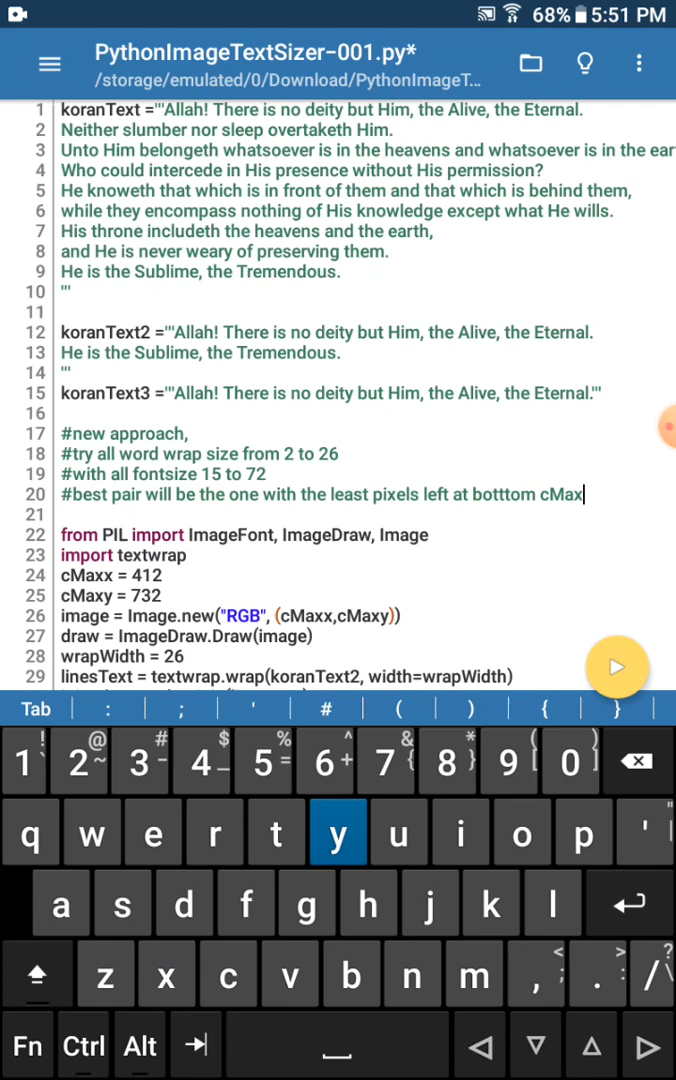 68% 5:51 PM
PythonImageTextSizer-001.py*
/storage/emulated/0/Download/PythonImageT...
1 koranText ='''Allah! There is no deity but Him, the Alive, the Eternal.
2 Neither slumber nor sleep overtaketh Him.
3 Unto Him belongeth whatsoever is in the heavens and whatsoever is in the ear
4 Who could intercede in His presence without His permission?
5 He knoweth that which is in front of them and that which is behind them,
6 while they encompass nothing of His knowledge except what He wills.
7 His throne includeth the heavens and the earth,
8 and He is never weary of preserving them.
9 He is the Sublime, the Tremendous.
10 '''
11
12 koranText2 ='''Allah! There is no deity but Him, the Alive, the Eternal.
13 He is the Sublime, the Tremendous.
14 '''
15 koranText3 ='''Allah! There is no deity but Him, the Alive, the Eternal.'''
16
17 #new approach,
18 #try all word wrap size from 2 to 26
19 #with all fontsize 15 to 72
20 #best pair will be the one with the least pixels left at botttom cMax
21
22 from PIL import ImageFont, ImageDraw, Image
23 import textwrap
24 cMaxx = 412
25 cMaxy = 732
26 image = Image.new("RGB", (cMaxx,cMaxy))
27 draw = ImageDraw.Draw(image)
28 wrapWidth = 26
29 linesText = textwrap.wrap(koranText2, width=wrapWidth)
Tab : ; ' # ( ) { }
! @ # $ % ^ & * ( )
1 2 3 4 5 6 7 8 9 0
` ~ - _ = + { } [ ]
q w e r t y u i o p ' "
a s d f g h j k l
z x c v b n m , < ; . > : / ? \
Fn Ctrl Alt